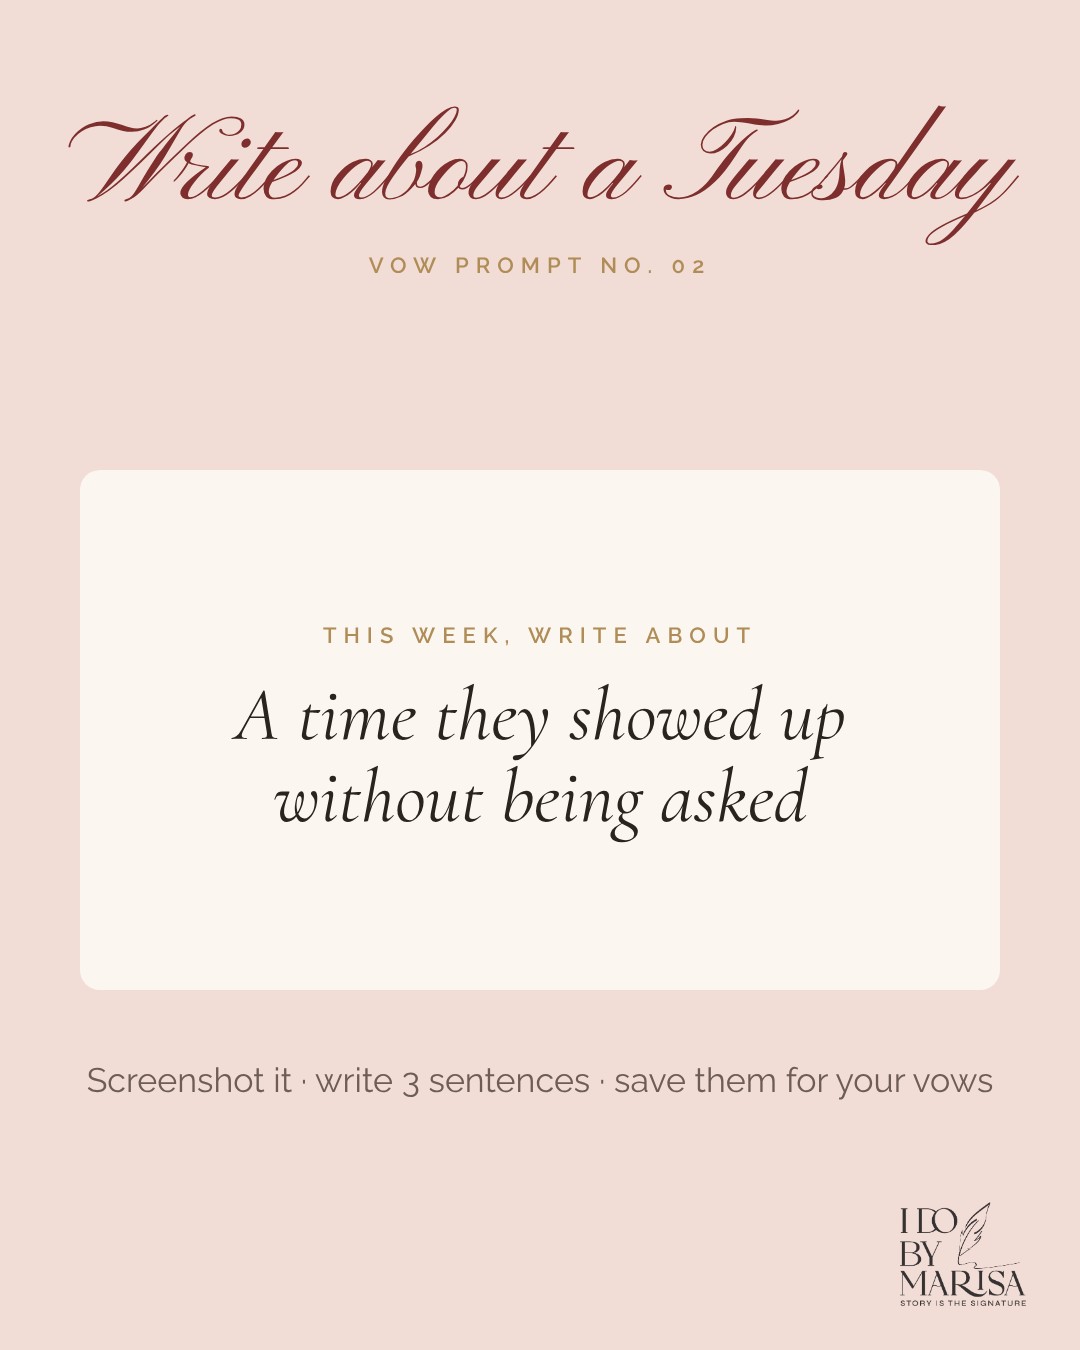 Write about a Tuesday
VOW PROMPT NO. 02
THIS WEEK, WRITE ABOUT
A time they showed up
without being asked
Screenshot it · write 3 sentences · save them for your vows
I DO
BY
MARISA
STORY IS THE SIGNATURE